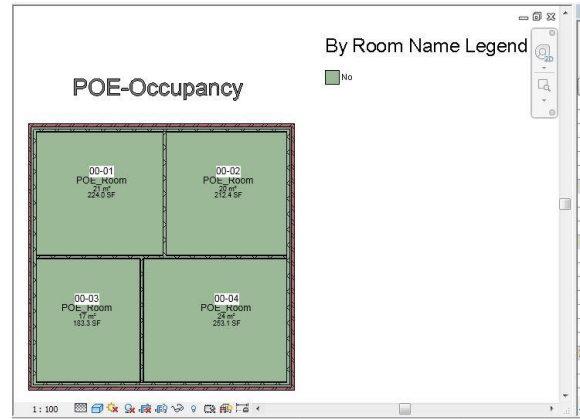 By Room Name Legend
2D
No
POE-Occupancy
00-01
POE_Room
21 m²
224.0 SF
00-02
POE_Room
20 m²
212.4 SF
00-03
POE_Room
17 m²
183.3 SF
00-04
POE_Room
24 m²
253.1 SF
1 : 100